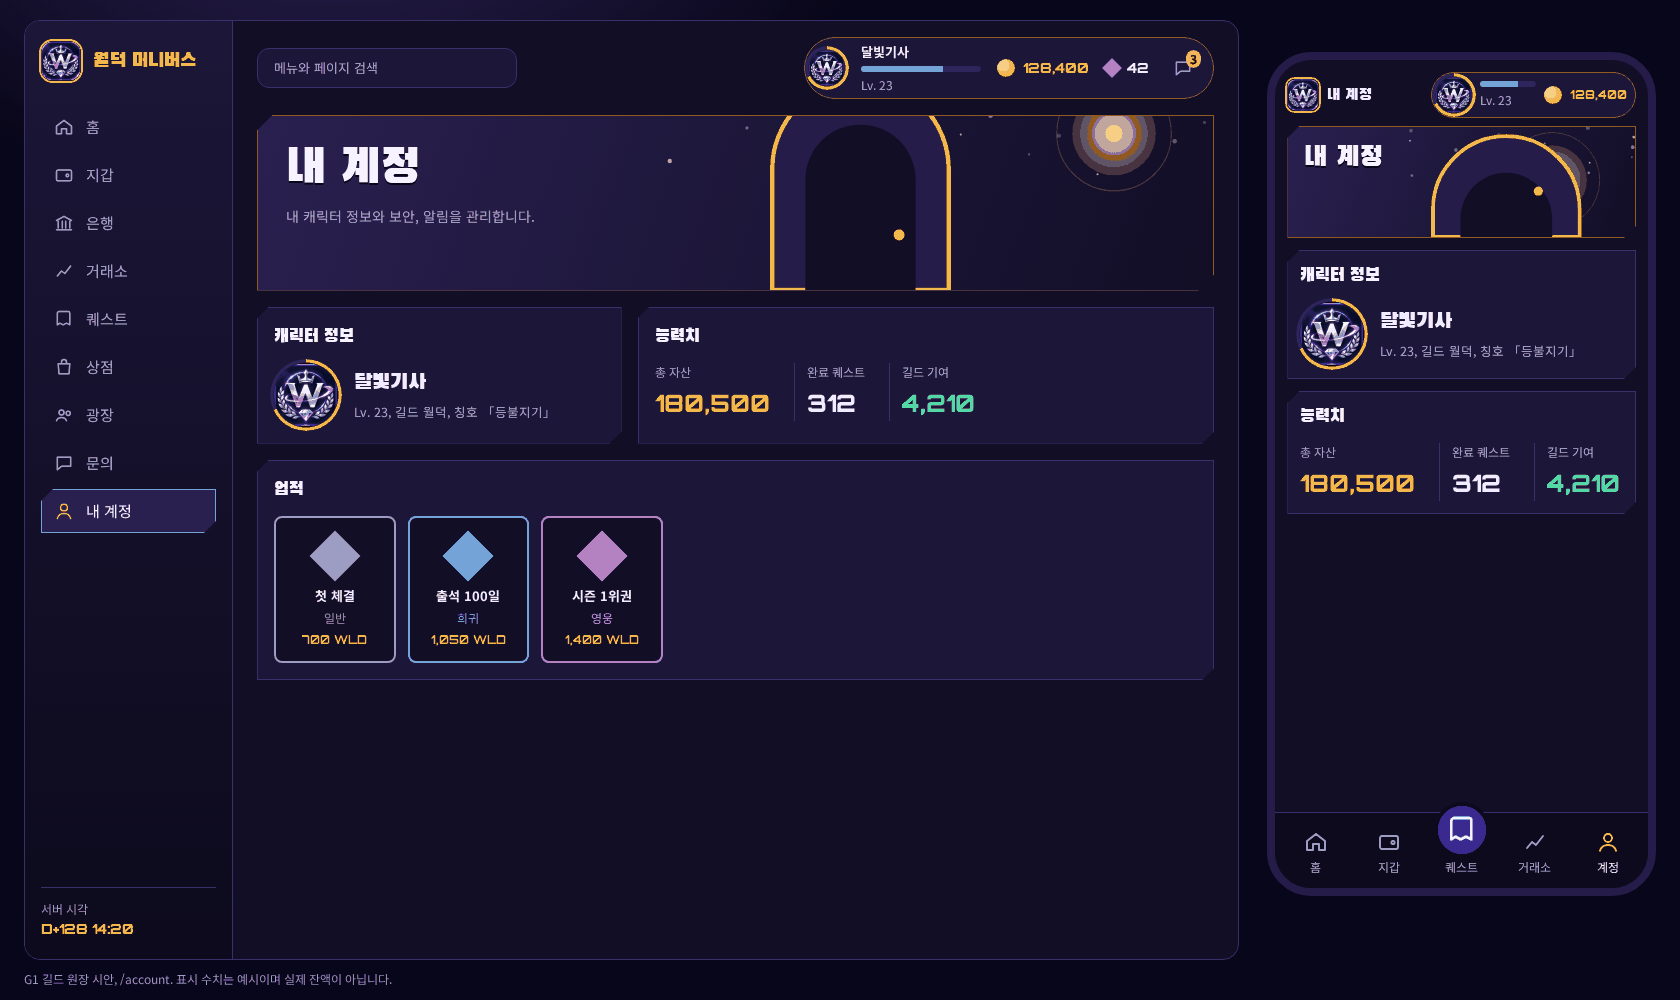 월덕 머니버스
홈
지갑
은행
거래소
퀘스트
상점
광장
문의
내 계정
서버 시각
D+128 14:20
메뉴와 페이지 검색
달빛기사
Lv. 23
128,400
42
3
내 계정
내 캐릭터 정보와 보안, 알림을 관리합니다.
캐릭터 정보
달빛기사
Lv. 23, 길드 월덕, 칭호 「등불지기」
능력치
총 자산
180,500
완료 퀘스트
312
길드 기여
4,210
업적
첫 체결
일반
700 WLD
출석 100일
희귀
1,050 WLD
시즌 1위권
영웅
1,400 WLD
내 계정
Lv. 23
128,400
내 계정
캐릭터 정보
달빛기사
Lv. 23, 길드 월덕, 칭호 「등불지기」
능력치
총 자산
180,500
완료 퀘스트
312
길드 기여
4,210
홈
지갑
퀘스트
거래소
계정
G1 길드 원장 시안, /account. 표시 수치는 예시이며 실제 잔액이 아닙니다.